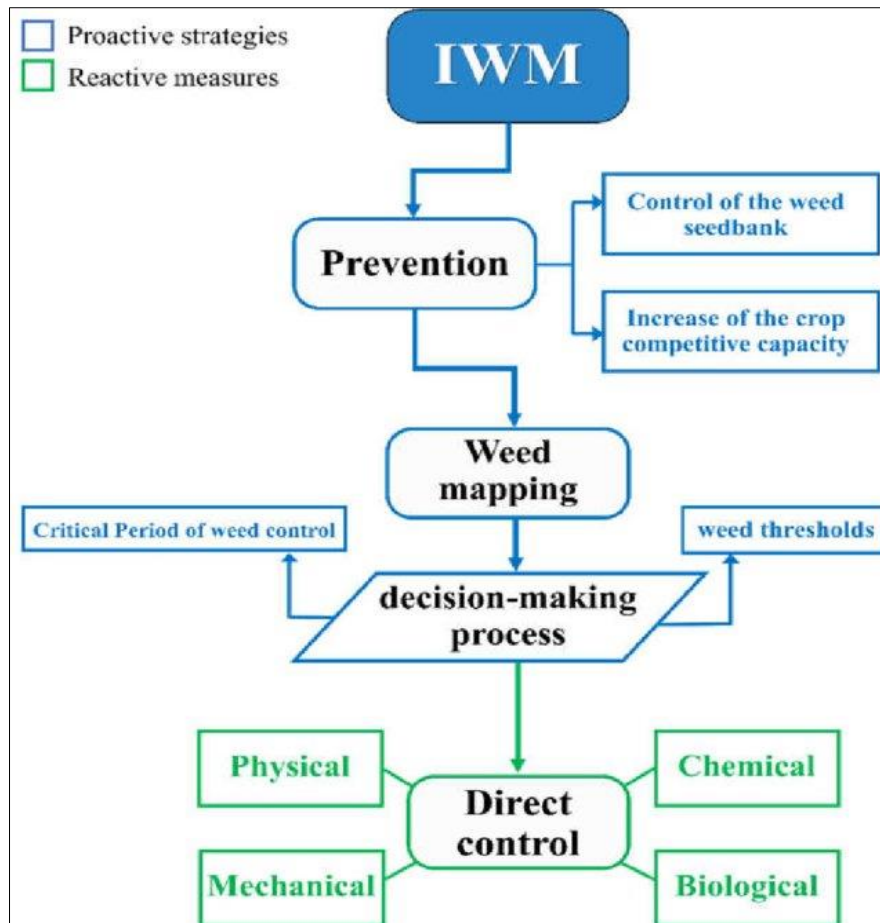 Proactive strategies
Reactive measures
IWM
Prevention
Control of the weed
seedbank
Increase of the crop
competitive capacity
Weed
mapping
Critical Period of weed control
weed thresholds
decision-making
process
Physical
Chemical
Direct
control
Mechanical
Biological